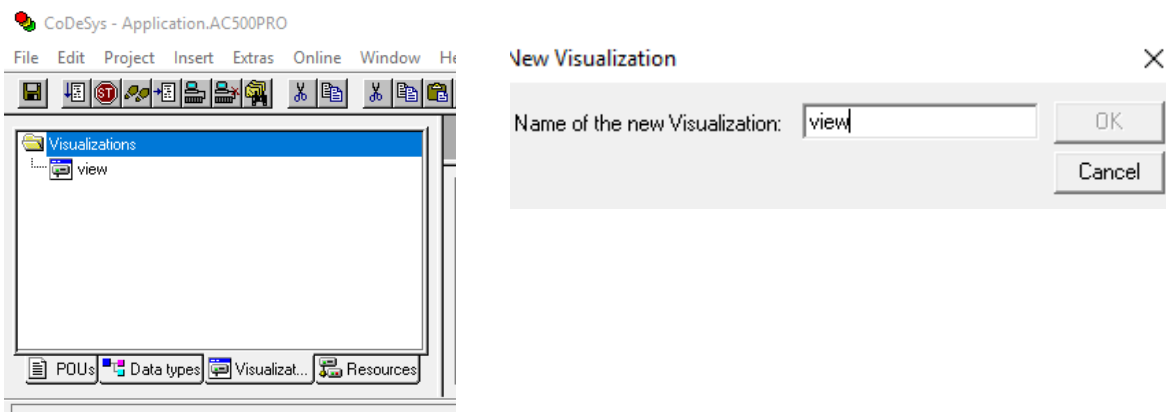 CoDeSys - Application.AC500PRO
File Edit Project Insert Extras Online Window He
Visualizations
view
POUs Data types Visualizat... Resources
New Visualization
Name of the new Visualization: view OK
Cancel